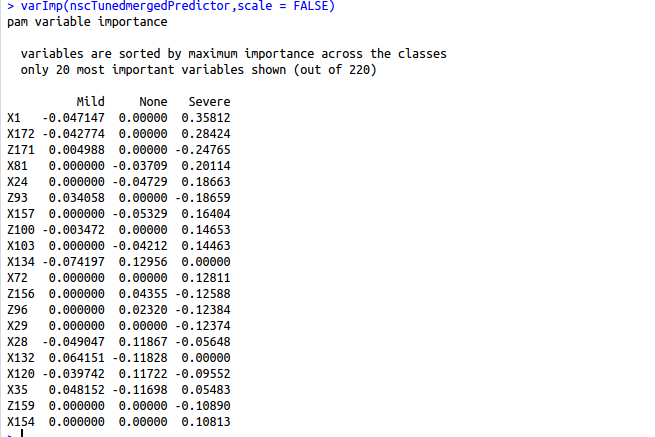 > varImp(nscTunedmergedPredictor,scale = FALSE)
pam variable importance
variables are sorted by maximum importance across the classes
only 20 most important variables shown (out of 220)
Mild None Severe
X1 -0.047147 0.00000 0.35812
X172 -0.042774 0.00000 0.28424
Z171 0.004988 0.00000 -0.24765
X81 0.000000 -0.03709 0.20114
X24 0.000000 -0.04729 0.18663
Z93 0.034058 0.00000 -0.18659
X157 0.000000 -0.05329 0.16404
Z100 -0.003472 0.00000 0.14653
X103 0.000000 -0.04212 0.14463
X134 -0.074197 0.12956 0.00000
X72 0.000000 0.00000 0.12811
Z156 0.000000 0.04355 -0.12588
Z96 0.000000 0.02320 -0.12384
X29 0.000000 0.00000 -0.12374
X28 -0.049047 0.11867 -0.05648
X132 0.064151 -0.11828 0.00000
X120 -0.039742 0.11722 -0.09552
X35 0.048152 -0.11698 0.05483
Z159 0.000000 0.00000 -0.10890
X154 0.000000 0.00000 0.10813
>